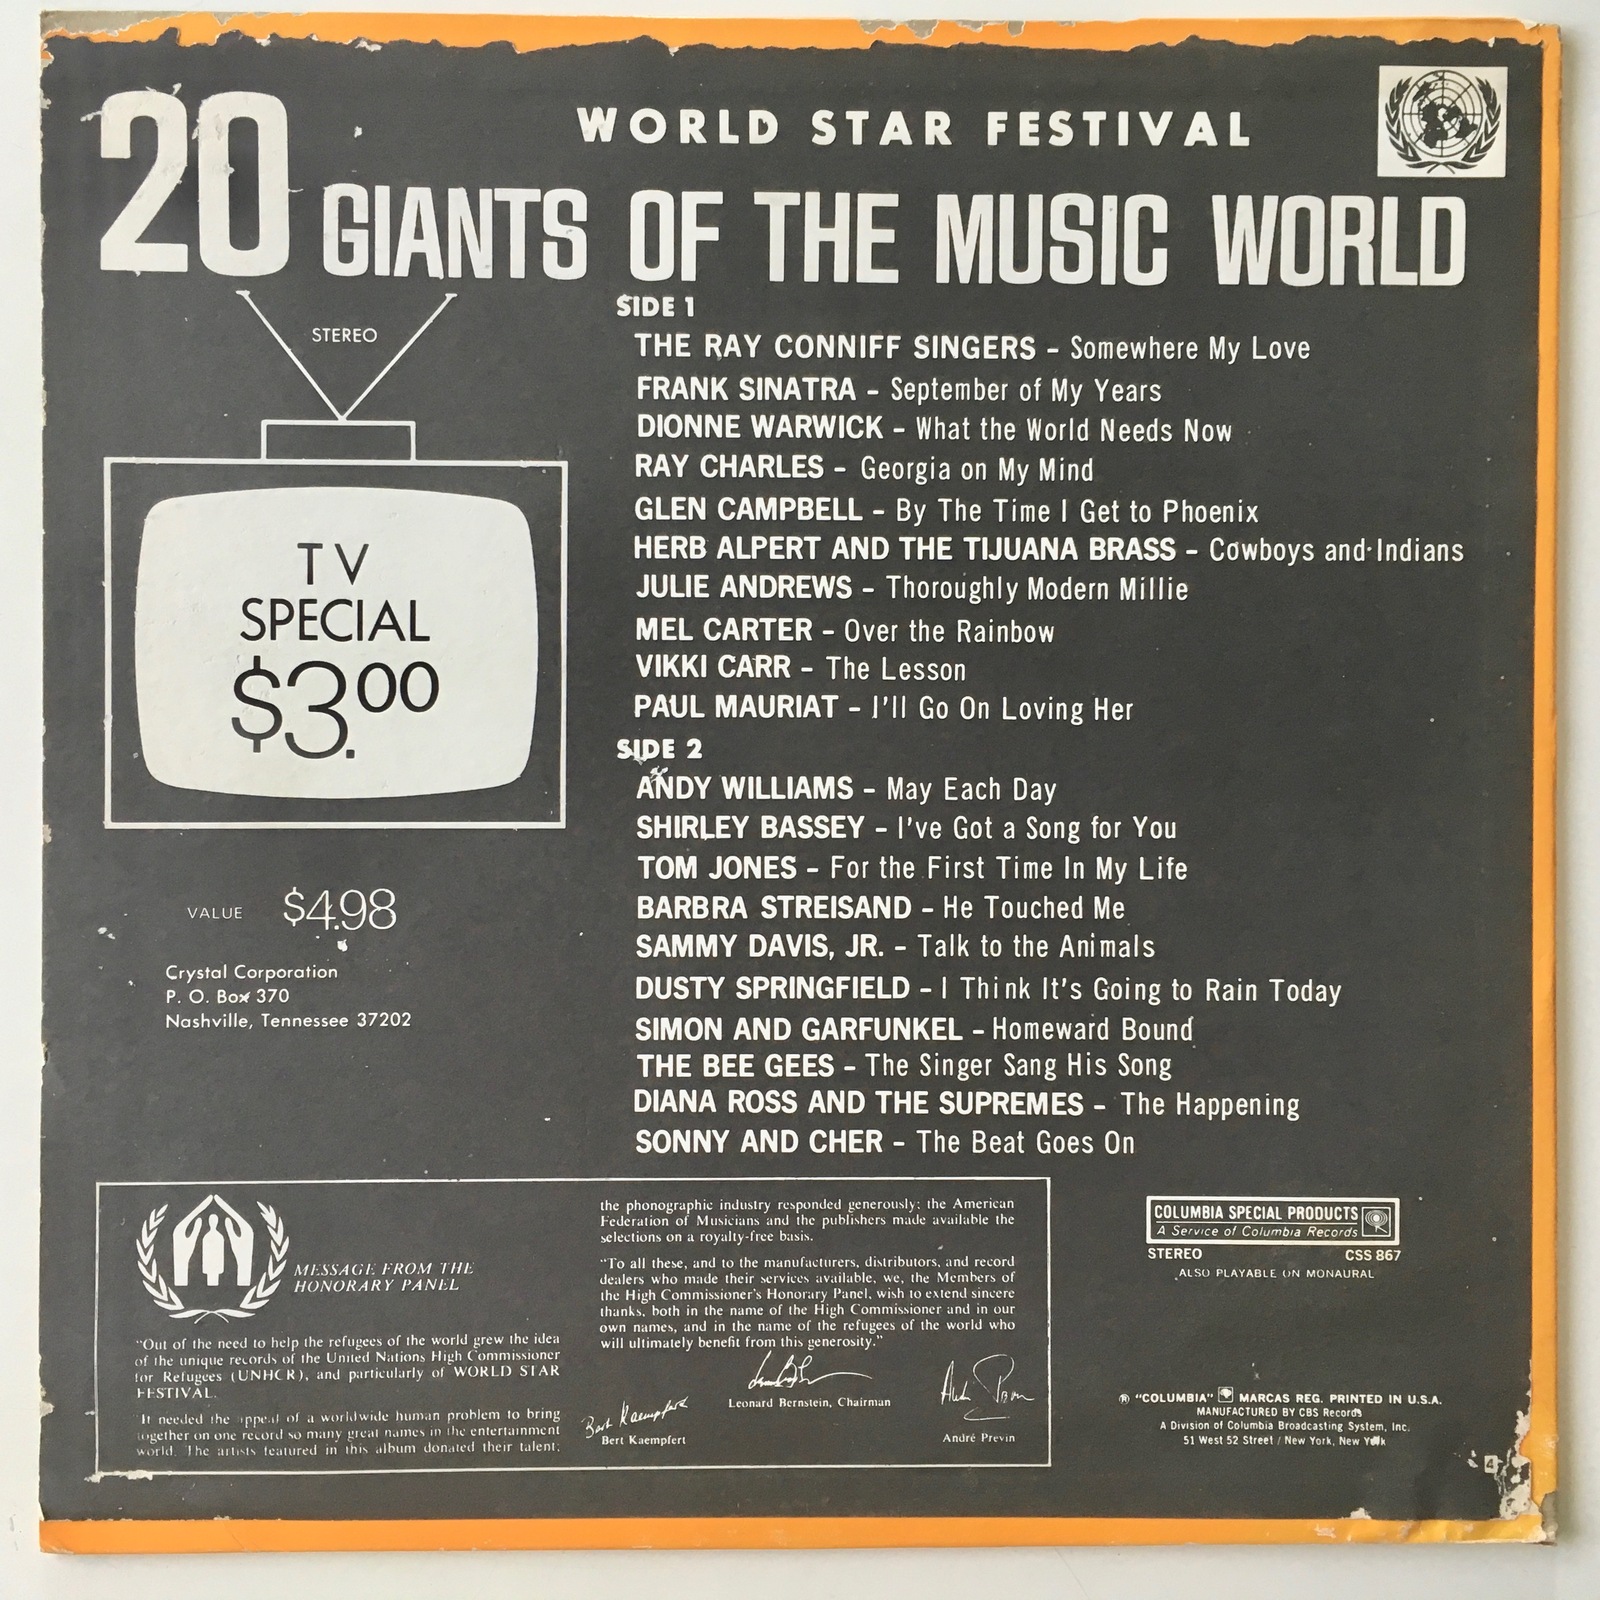 WORLD STAR FESTIVAL
20 GIANTS OF THE MUSIC WORLD
STEREO
TV
SPECIAL
$3.00
VALUE $4.98
Crystal Corporation
P. O. Box 370
Nashville, Tennessee 37202
SIDE 1
THE RAY CONNIFF SINGERS – Somewhere My Love
FRANK SINATRA – September of My Years
DIONNE WARWICK – What the World Needs Now
RAY CHARLES – Georgia on My Mind
GLEN CAMPBELL – By The Time I Get to Phoenix
HERB ALPERT AND THE TIJUANA BRASS – Cowboys and Indians
JULIE ANDREWS – Thoroughly Modern Millie
MEL CARTER – Over the Rainbow
VIKKI CARR – The Lesson
PAUL MAURIAT – I'll Go On Loving Her
SIDE 2
ANDY WILLIAMS – May Each Day
SHIRLEY BASSEY – I've Got a Song for You
TOM JONES – For the First Time In My Life
BARBRA STREISAND – He Touched Me
SAMMY DAVIS, JR. – Talk to the Animals
DUSTY SPRINGFIELD – I Think It's Going to Rain Today
SIMON AND GARFUNKEL – Homeward Bound
THE BEE GEES – The Singer Sang His Song
DIANA ROSS AND THE SUPREMES – The Happening
SONNY AND CHER – The Beat Goes On
MESSAGE FROM THE
HONORARY PANEL
"Out of the need to help the refugees of the world grew the idea
of the unique records of the United Nations High Commissioner
for Refugees (UNHCR), and particularly of WORLD STAR
FESTIVAL.
It needed the appeal of a worldwide human problem to bring
together on one record so many great names in the entertainment
world. The artists featured in this album donated their talent;
the phonographic industry responded generously; the American
Federation of Musicians and the publishers made available the
selections on a royalty-free basis.
"To all these, and to the manufacturers, distributors, and record
dealers who made their services available, we, the Members of
the High Commissioner's Honorary Panel, wish to extend sincere
thanks, both in the name of the High Commissioner and in our
own names, and in the name of the refugees of the world who
will ultimately benefit from this generosity."
Bert Kaempfert
Bert Kaempfert
Leonard Bernstein, Chairman
André Previn
COLUMBIA SPECIAL PRODUCTS
A Service of Columbia Records
STEREO CSS 867
ALSO PLAYABLE ON MONAURAL
® "COLUMBIA" MARCAS REG. PRINTED IN U.S.A.
MANUFACTURED BY CBS Records
A Division of Columbia Broadcasting System, Inc.
51 West 52 Street / New York, New York
4